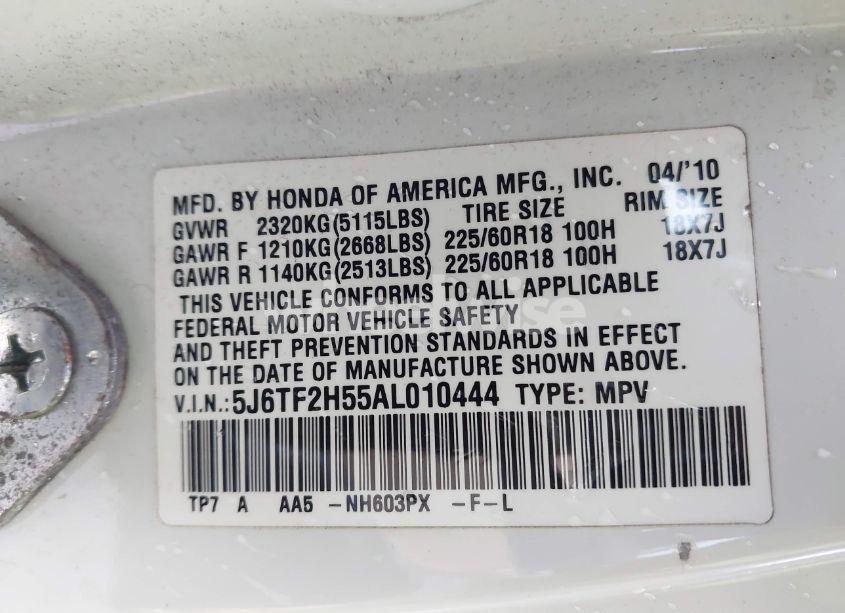 MFD. BY HONDA OF AMERICA MFG., INC. 04/'10
GVWR 2320KG(5115LBS) TIRE SIZE RIM SIZE
GAWR F 1210KG(2668LBS) 225/60R18 100H 18X7J
GAWR R 1140KG(2513LBS) 225/60R18 100H 18X7J
THIS VEHICLE CONFORMS TO ALL APPLICABLE
FEDERAL MOTOR VEHICLE SAFETY
AND THEFT PREVENTION STANDARDS IN EFFECT
ON THE DATE OF MANUFACTURE SHOWN ABOVE.
V.I.N.: 5J6TF2H55AL010444 TYPE: MPV
TP7 A AA5 -NH603PX -F-L